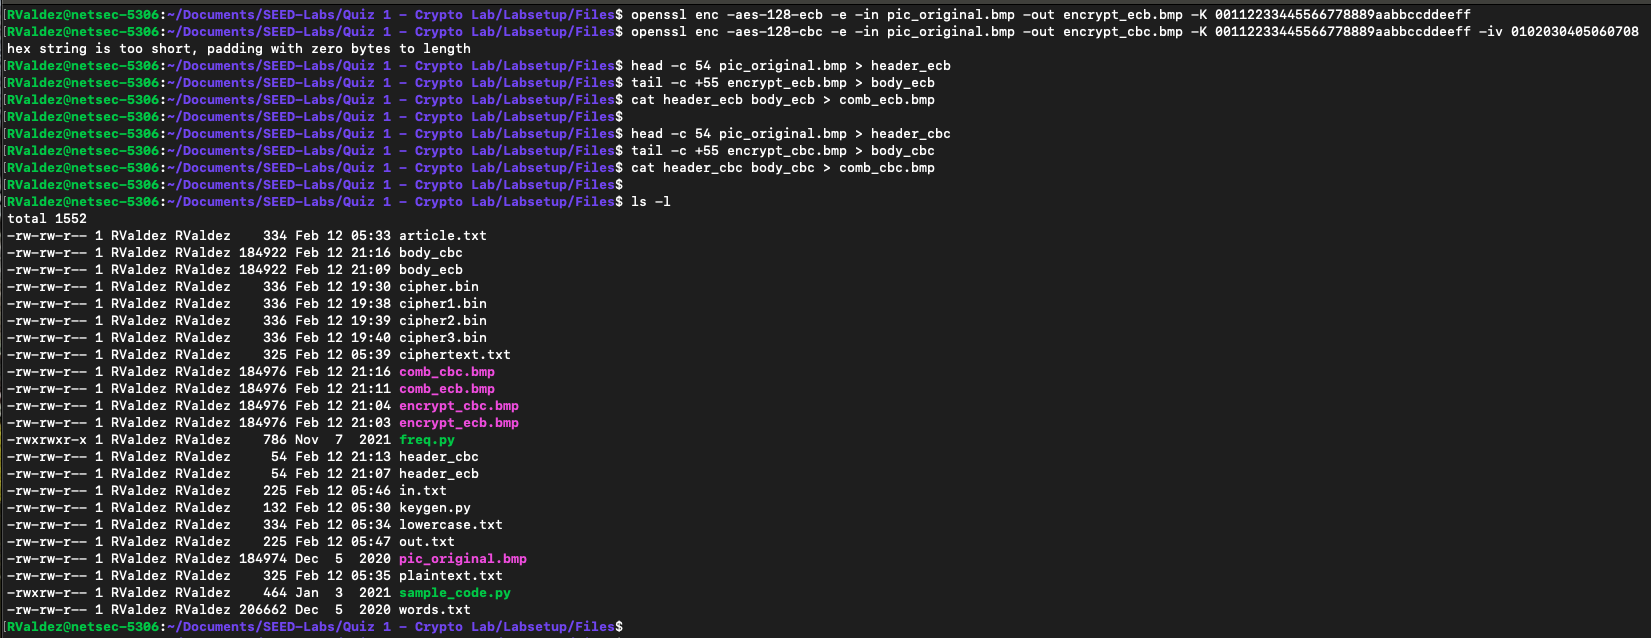 [RValdez@netsec-5306:~/Documents/SEED-Labs/Quiz 1 - Crypto Lab/Labsetup/Files$ openssl enc -aes-128-ecb -e -in pic_original.bmp -out encrypt_ecb.bmp -K 00112233445566778889aabbccddeeff
[RValdez@netsec-5306:~/Documents/SEED-Labs/Quiz 1 - Crypto Lab/Labsetup/Files$ openssl enc -aes-128-cbc -e -in pic_original.bmp -out encrypt_cbc.bmp -K 00112233445566778889aabbccddeeff -iv 0102030405060708
hex string is too short, padding with zero bytes to length
[RValdez@netsec-5306:~/Documents/SEED-Labs/Quiz 1 - Crypto Lab/Labsetup/Files$ head -c 54 pic_original.bmp > header_ecb
[RValdez@netsec-5306:~/Documents/SEED-Labs/Quiz 1 - Crypto Lab/Labsetup/Files$ tail -c +55 encrypt_ecb.bmp > body_ecb
[RValdez@netsec-5306:~/Documents/SEED-Labs/Quiz 1 - Crypto Lab/Labsetup/Files$ cat header_ecb body_ecb > comb_ecb.bmp
[RValdez@netsec-5306:~/Documents/SEED-Labs/Quiz 1 - Crypto Lab/Labsetup/Files$
[RValdez@netsec-5306:~/Documents/SEED-Labs/Quiz 1 - Crypto Lab/Labsetup/Files$ head -c 54 pic_original.bmp > header_cbc
[RValdez@netsec-5306:~/Documents/SEED-Labs/Quiz 1 - Crypto Lab/Labsetup/Files$ tail -c +55 encrypt_cbc.bmp > body_cbc
[RValdez@netsec-5306:~/Documents/SEED-Labs/Quiz 1 - Crypto Lab/Labsetup/Files$ cat header_cbc body_cbc > comb_cbc.bmp
[RValdez@netsec-5306:~/Documents/SEED-Labs/Quiz 1 - Crypto Lab/Labsetup/Files$
[RValdez@netsec-5306:~/Documents/SEED-Labs/Quiz 1 - Crypto Lab/Labsetup/Files$ ls -l
total 1552
-rw-rw-r-- 1 RValdez RValdez    334 Feb 12 05:33 article.txt
-rw-rw-r-- 1 RValdez RValdez 184922 Feb 12 21:16 body_cbc
-rw-rw-r-- 1 RValdez RValdez 184922 Feb 12 21:09 body_ecb
-rw-rw-r-- 1 RValdez RValdez    336 Feb 12 19:30 cipher.bin
-rw-rw-r-- 1 RValdez RValdez    336 Feb 12 19:38 cipher1.bin
-rw-rw-r-- 1 RValdez RValdez    336 Feb 12 19:39 cipher2.bin
-rw-rw-r-- 1 RValdez RValdez    336 Feb 12 19:40 cipher3.bin
-rw-rw-r-- 1 RValdez RValdez    325 Feb 12 05:39 ciphertext.txt
-rw-rw-r-- 1 RValdez RValdez 184976 Feb 12 21:16 comb_cbc.bmp
-rw-rw-r-- 1 RValdez RValdez 184976 Feb 12 21:11 comb_ecb.bmp
-rw-rw-r-- 1 RValdez RValdez 184976 Feb 12 21:04 encrypt_cbc.bmp
-rw-rw-r-- 1 RValdez RValdez 184976 Feb 12 21:03 encrypt_ecb.bmp
-rwxrwxr-x 1 RValdez RValdez    786 Nov  7  2021 freq.py
-rw-rw-r-- 1 RValdez RValdez     54 Feb 12 21:13 header_cbc
-rw-rw-r-- 1 RValdez RValdez     54 Feb 12 21:07 header_ecb
-rw-rw-r-- 1 RValdez RValdez    225 Feb 12 05:46 in.txt
-rw-rw-r-- 1 RValdez RValdez    132 Feb 12 05:30 keygen.py
-rw-rw-r-- 1 RValdez RValdez    334 Feb 12 05:34 lowercase.txt
-rw-rw-r-- 1 RValdez RValdez    225 Feb 12 05:47 out.txt
-rw-rw-r-- 1 RValdez RValdez 184974 Dec  5  2020 pic_original.bmp
-rw-rw-r-- 1 RValdez RValdez    325 Feb 12 05:35 plaintext.txt
-rwxrw-r-- 1 RValdez RValdez    464 Jan  3  2021 sample_code.py
-rw-rw-r-- 1 RValdez RValdez 206662 Dec  5  2020 words.txt
[RValdez@netsec-5306:~/Documents/SEED-Labs/Quiz 1 - Crypto Lab/Labsetup/Files$